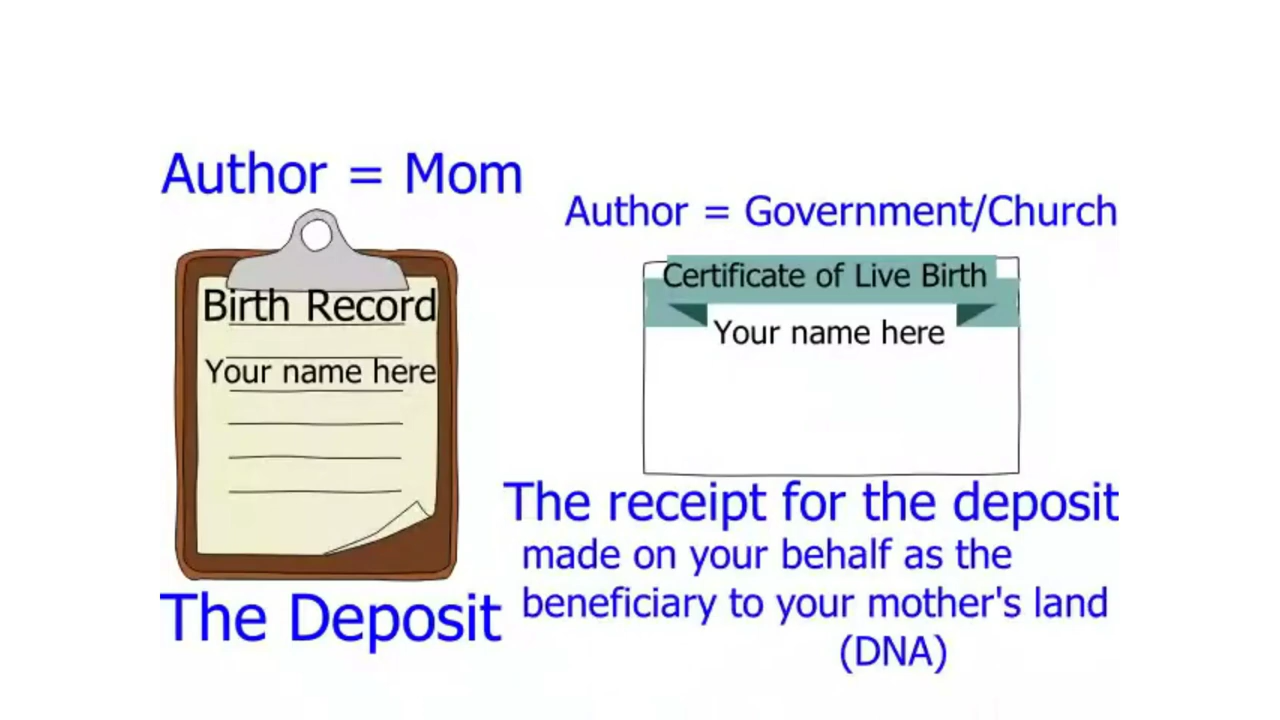 Author = Mom
Birth Record
Your name here
The Deposit
Author = Government/Church
Certificate of Live Birth
Your name here
The receipt for the deposit
made on your behalf as the
beneficiary to your mother's land
(DNA)